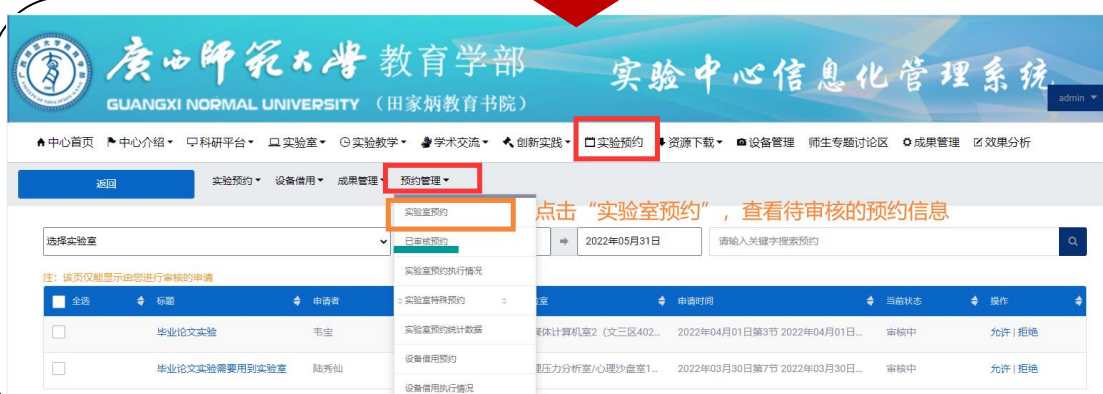 廣西師範大學 教育学部
GUANGXI NORMAL UNIVERSITY （田家炳教育书院）
实验中心信息化管理系统
admin
中心首页 中心介绍 科研平台 实验室 实验教学 学术交流 创新实践 实验预约 资源下载 设备管理 师生专题讨论区 成果管理 效果分析
返回 实验预约 设备借用 成果管理 预约管理
实验室预约
点击“实验室预约”，查看待审核的预约信息
选择实验室 已审核预约 2022年05月31日 请输入关键字搜索预约
实验室预约执行情况
注：该页仅能显示由您进行审核的申请
全选 标题 申请者 实验室特殊预约 室 申请时间 当前状态 操作
毕业论文实验 韦宝 实验室预约统计数据 媒体计算机室2（文三区402... 2022年04月01日第3节 2022年04月01日... 审核中 允许 | 拒绝
设备借用预约
毕业论文实验需要用到实验室 陆秀仙 理压力分析室/心理沙盘室1... 2022年03月30日第7节 2022年03月30日... 审核中 允许 | 拒绝
设备借用执行情况